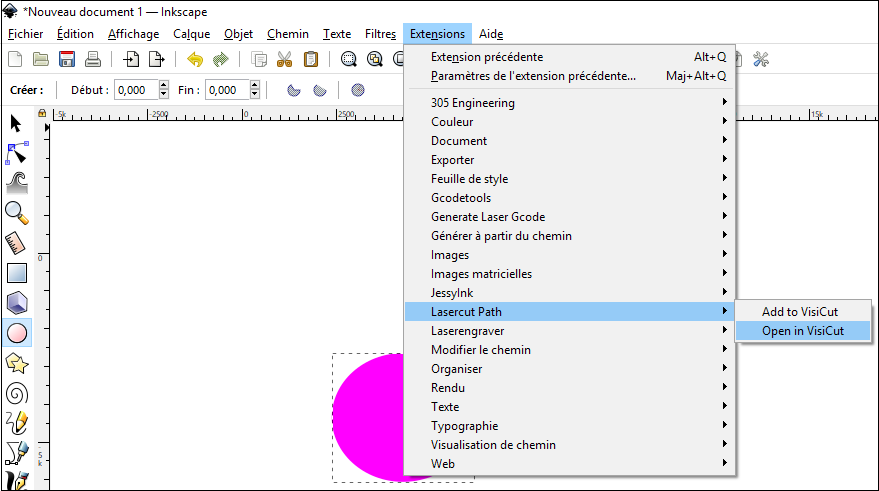 *Nouveau document 1 — Inkscape
Fichier Édition Affichage Calque Objet Chemin Texte Filtres Extensions Aide
Extension précédente Alt+Q
Paramètres de l'extension précédente... Maj+Alt+Q
Créer : Début : 0,000 Fin : 0,000
-5k -2500 0 2500 15k
305 Engineering
Couleur
Document
Exporter
Feuille de style
Gcodetools
Generate Laser Gcode
Générer à partir du chemin
Images
Images matricielles
JessyInk
Lasercut Path
Add to VisiCut
Open in VisiCut
Laserengraver
Modifier le chemin
Organiser
Rendu
Texte
Typographie
Visualisation de chemin
Web
0
-5k